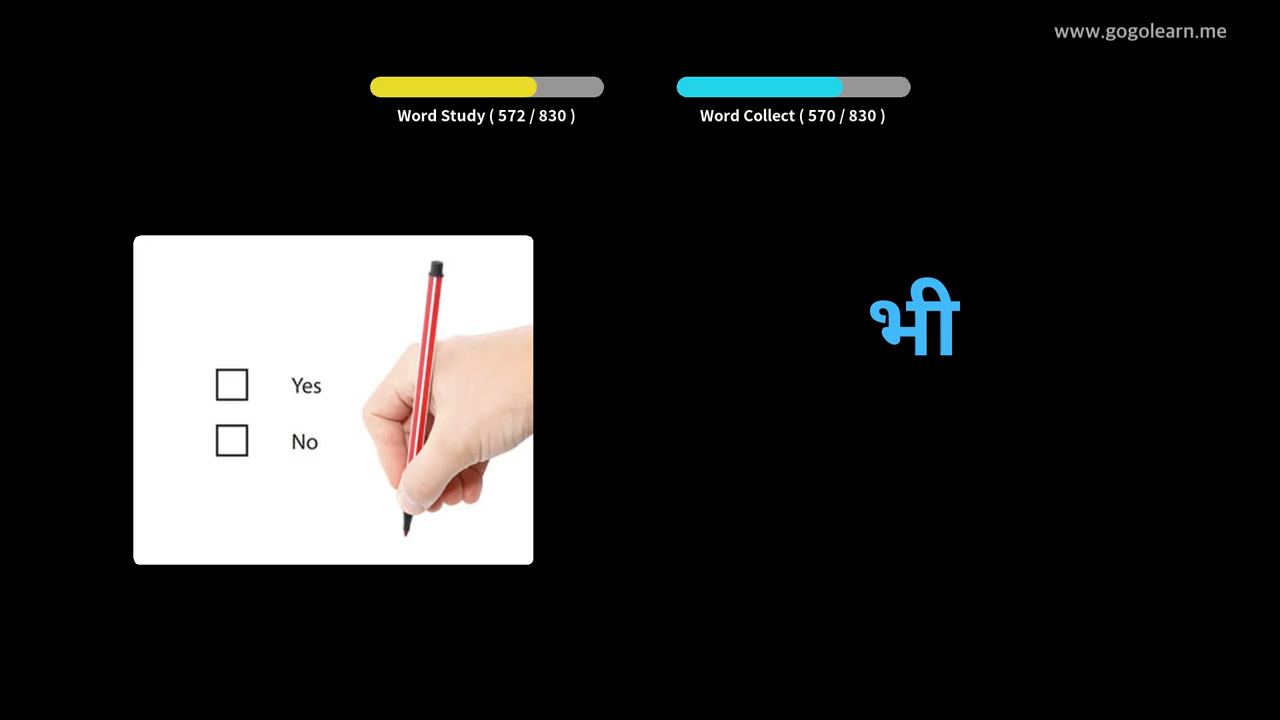 www.gogolearn.me
Word Study ( 572 / 830 )
Word Collect ( 570 / 830 )
Yes
No
भी